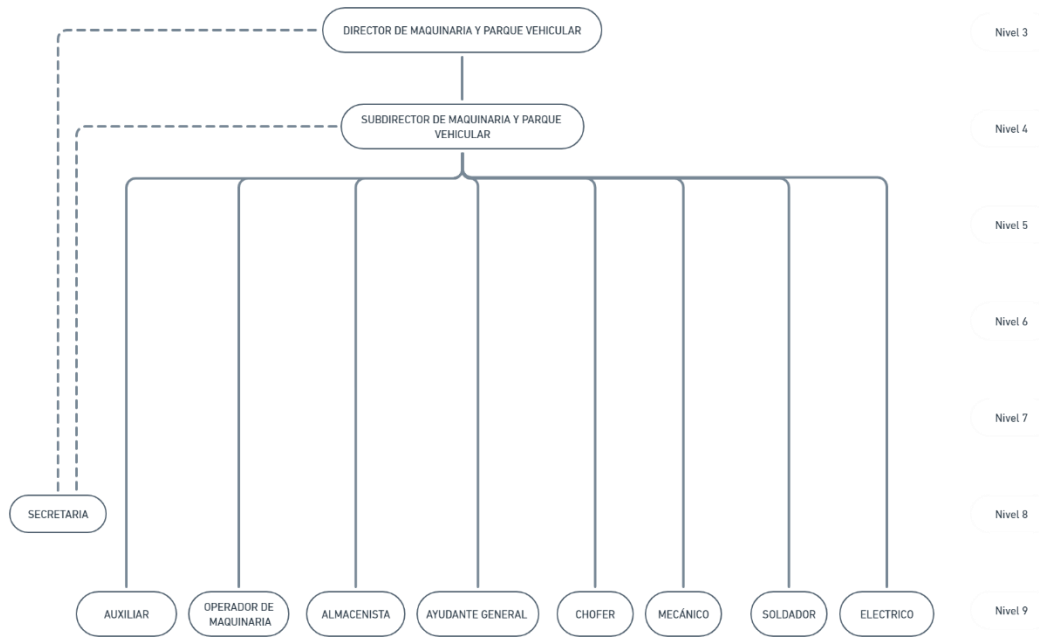 DIRECTOR DE MAQUINARIA Y PARQUE VEHICULAR
Nivel 3
SUBDIRECTOR DE MAQUINARIA Y PARQUE
VEHICULAR
Nivel 4
Nivel 5
Nivel 6
Nivel 7
SECRETARIA
Nivel 8
AUXILIAR
OPERADOR DE
MAQUINARIA
ALMACENISTA
AYUDANTE GENERAL
CHOFER
MECÁNICO
SOLDADOR
ELECTRICO
Nivel 9